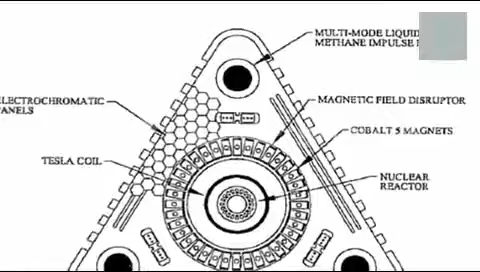 MULTI-MODE LIQUID
METHANE IMPULSE
ELECTROCHROMATIC
PANELS
MAGNETIC FIELD DISRUPTOR
COBALT 5 MAGNETS
TESLA COIL
NUCLEAR
REACTOR